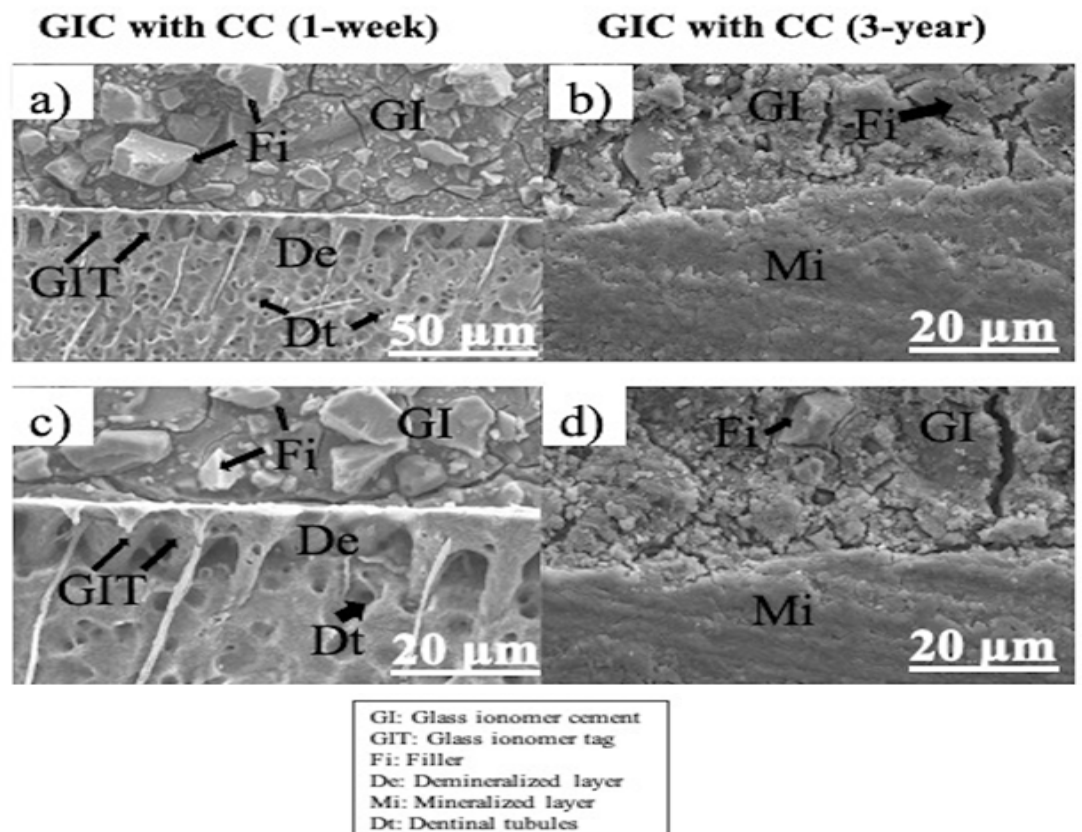 GIC with CC (1-week)
GIC with CC (3-year)
a)
Fi
GI
GIT
De
Dt
50 µm
b)
GI
Fi
Mi
20 µm
c)
Fi
GI
GIT
De
Dt
20 µm
d)
Fi
GI
Mi
20 µm
GI: Glass ionomer cement
GIT: Glass ionomer tag
Fi: Filler
De: Demineralized layer
Mi: Mineralized layer
Dt: Dentinal tubules